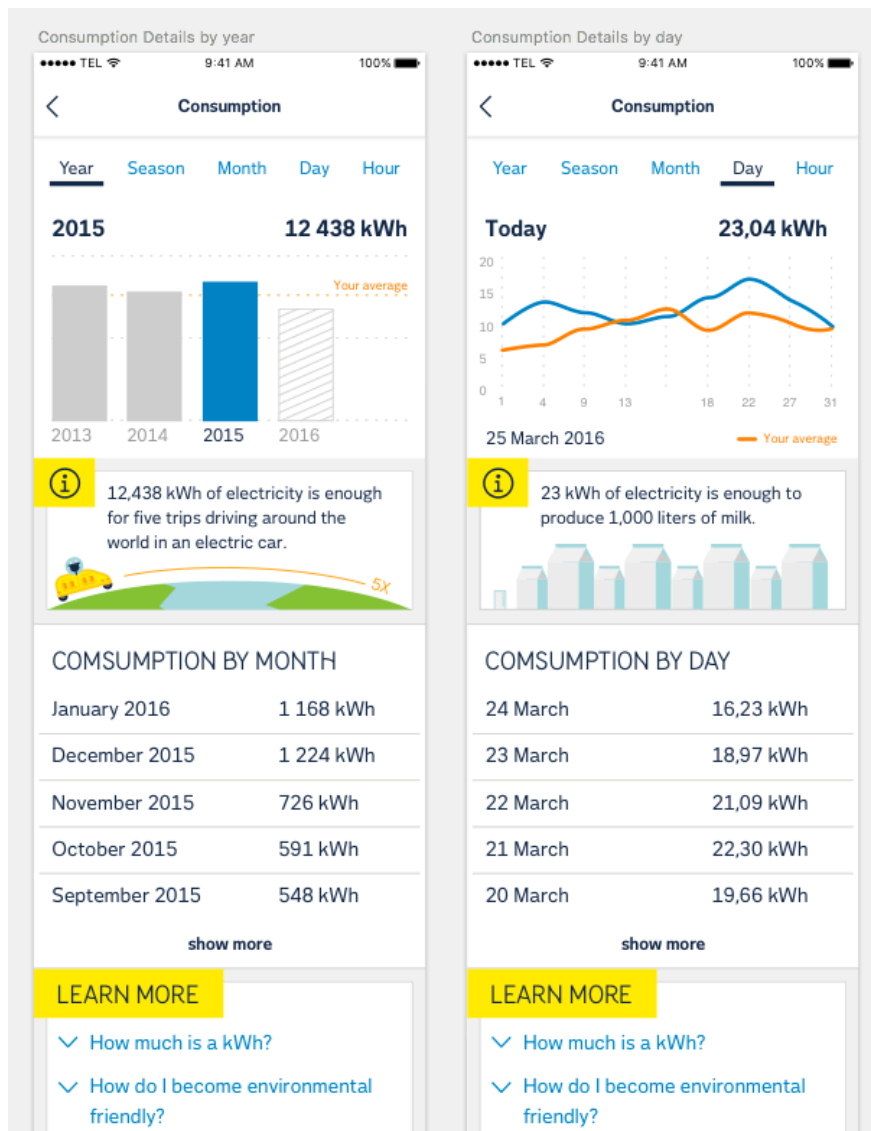 Consumption Details by year
TEL 9:41 AM 100%
Consumption
Year Season Month Day Hour
2015 12 438 kWh
Your average
2013 2014 2015 2016
i
12,438 kWh of electricity is enough
for five trips driving around the
world in an electric car.
5X
COMSUMPTION BY MONTH
January 2016 1 168 kWh
December 2015 1 224 kWh
November 2015 726 kWh
October 2015 591 kWh
September 2015 548 kWh
show more
LEARN MORE
How much is a kWh?
How do I become environmental
friendly?
Consumption Details by day
TEL 9:41 AM 100%
Consumption
Year Season Month Day Hour
Today 23,04 kWh
20
15
10
5
0
1 4 9 13 18 22 27 31
25 March 2016 Your average
i
23 kWh of electricity is enough to
produce 1,000 liters of milk.
COMSUMPTION BY DAY
24 March 16,23 kWh
23 March 18,97 kWh
22 March 21,09 kWh
21 March 22,30 kWh
20 March 19,66 kWh
show more
LEARN MORE
How much is a kWh?
How do I become environmental
friendly?